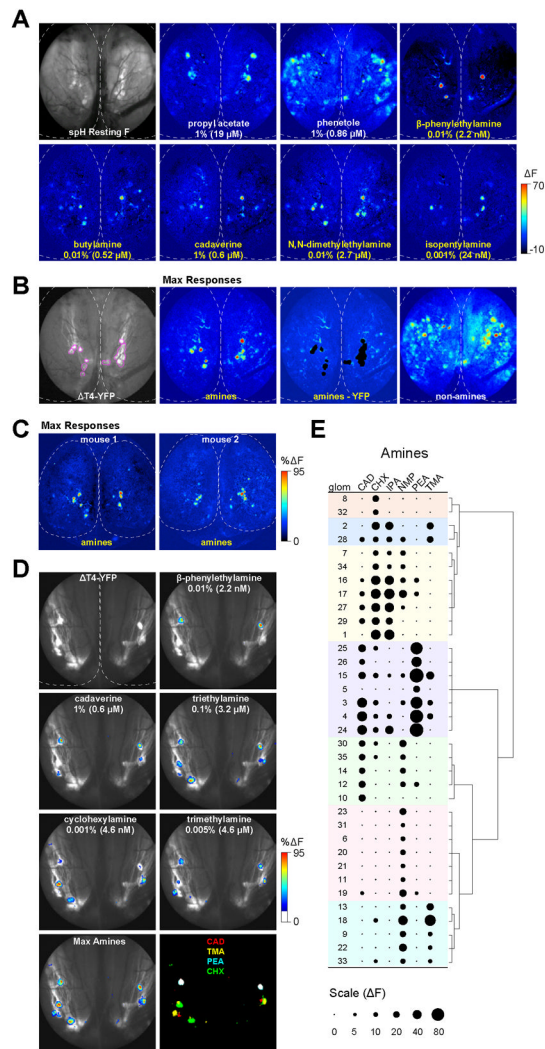 A
spH Resting F
propyl acetate
1% (19 µM)
phenetole
1% (0.86 µM)
β-phenylethylamine
0.01% (2.2 nM)
butylamine
0.01% (0.52 µM)
cadaverine
1% (0.6 µM)
N,N-dimethylethylamine
0.01% (2.7 µM)
isopentylamine
0.001% (24 nM)
ΔF
70
-10
B
Max Responses
ΔT4-YFP
amines
amines - YFP
non-amines
C
Max Responses
mouse 1
mouse 2
amines
amines
%ΔF
95
0
D
ΔT4-YFP
β-phenylethylamine
0.01% (2.2 nM)
cadaverine
1% (0.6 µM)
triethylamine
0.1% (3.2 µM)
cyclohexylamine
0.001% (4.6 nM)
trimethylamine
0.005% (4.6 µM)
%ΔF
95
0
Max Amines
CAD
TMA
PEA
CHX
E
Amines
glom CAD CHX IPA NMP PEA TMA
8
32
2
28
7
34
16
17
27
29
1
25
26
15
5
3
4
24
30
35
14
12
10
23
31
6
20
21
11
19
13
18
9
22
33
Scale (ΔF)
0 5 10 20 40 80